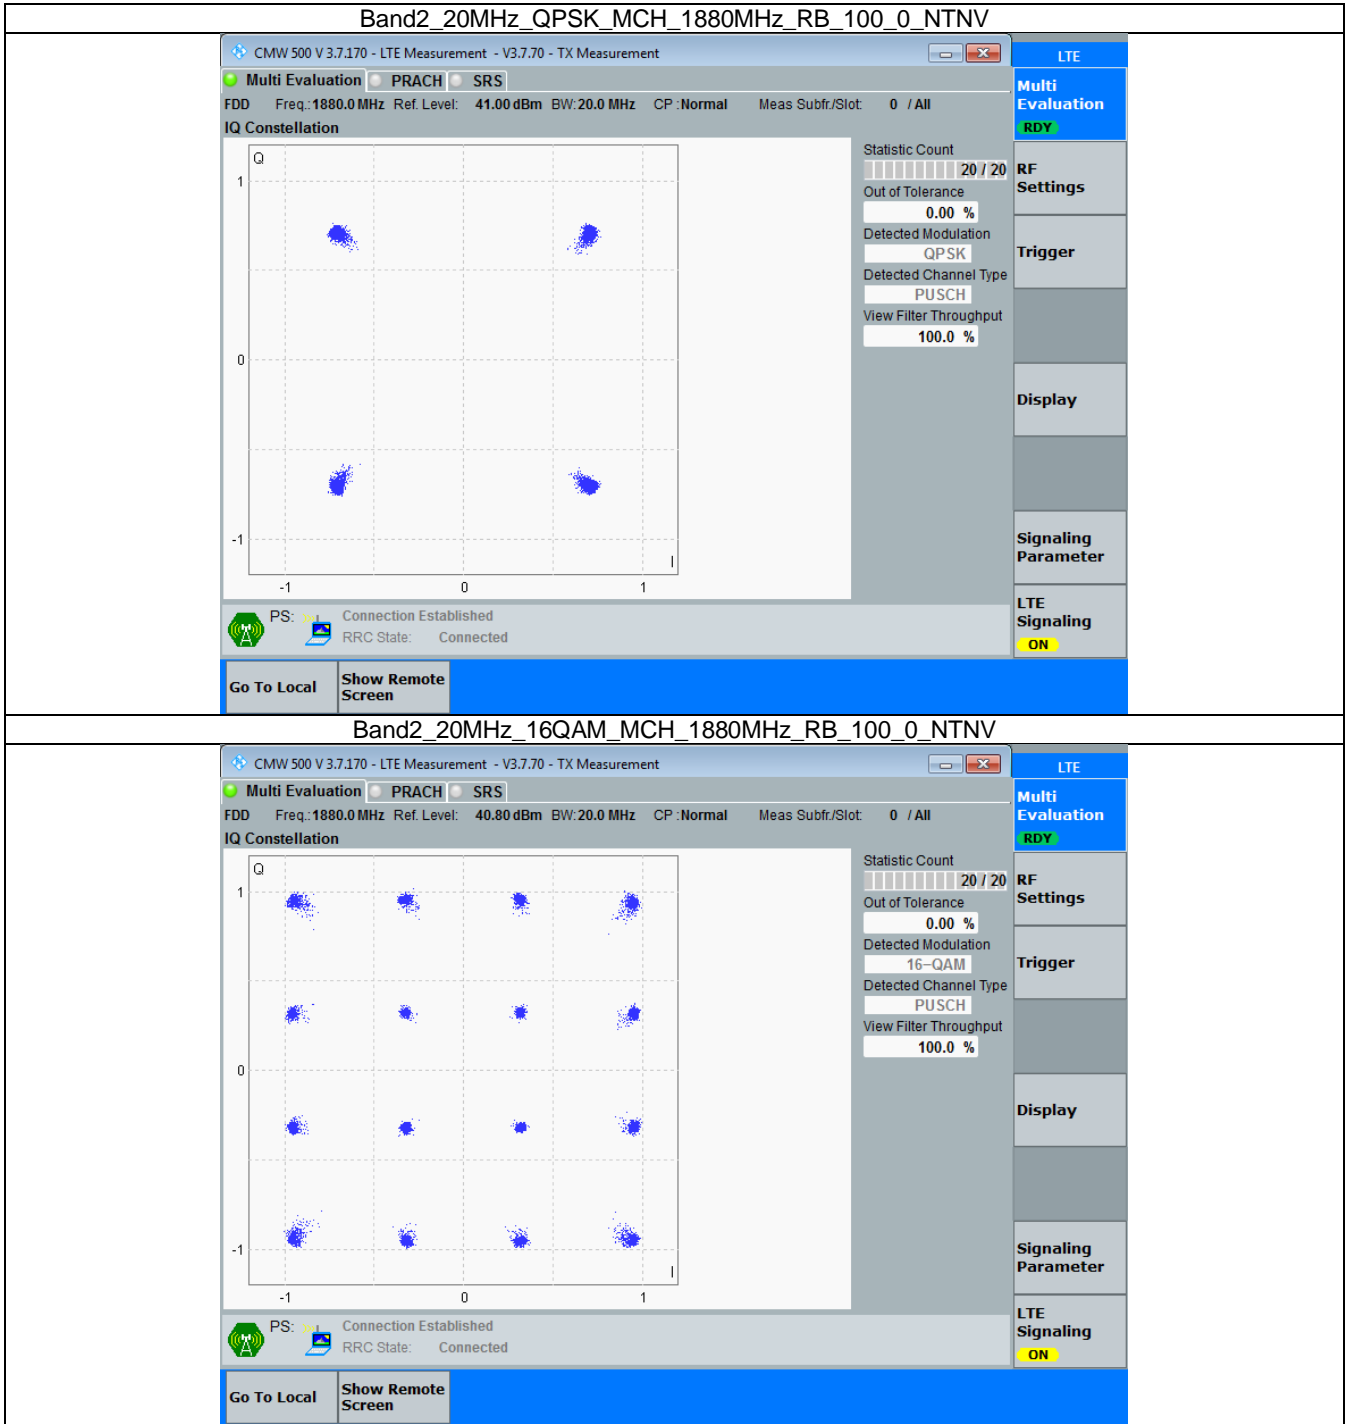 Band2_20MHz_QPSK_MCH_1880MHz_RB_100_0_NTNV
CMW 500 V 3.7.170 - LTE Measurement - V3.7.70 - TX Measurement
LTE
Multi Evaluation PRACH SRS
Multi
Evaluation
RDY
FDD Freq.: 1880.0 MHz Ref. Level: 41.00 dBm BW: 20.0 MHz CP : Normal Meas Subfr./Slot: 0 / All
IQ Constellation
Q
1
0
-1
I
-1 0 1
Statistic Count
20 / 20
Out of Tolerance
0.00 %
Detected Modulation
QPSK
Detected Channel Type
PUSCH
View Filter Throughput
100.0 %
RF
Settings
Trigger
Display
Signaling
Parameter
LTE
Signaling
ON
PS: Connection Established
RRC State: Connected
Go To Local
Show Remote
Screen
Band2_20MHz_16QAM_MCH_1880MHz_RB_100_0_NTNV
CMW 500 V 3.7.170 - LTE Measurement - V3.7.70 - TX Measurement
LTE
Multi Evaluation PRACH SRS
Multi
Evaluation
RDY
FDD Freq.: 1880.0 MHz Ref. Level: 40.80 dBm BW: 20.0 MHz CP : Normal Meas Subfr./Slot: 0 / All
IQ Constellation
Q
1
0
-1
I
-1 0 1
Statistic Count
20 / 20
Out of Tolerance
0.00 %
Detected Modulation
16-QAM
Detected Channel Type
PUSCH
View Filter Throughput
100.0 %
RF
Settings
Trigger
Display
Signaling
Parameter
LTE
Signaling
ON
PS: Connection Established
RRC State: Connected
Go To Local
Show Remote
Screen